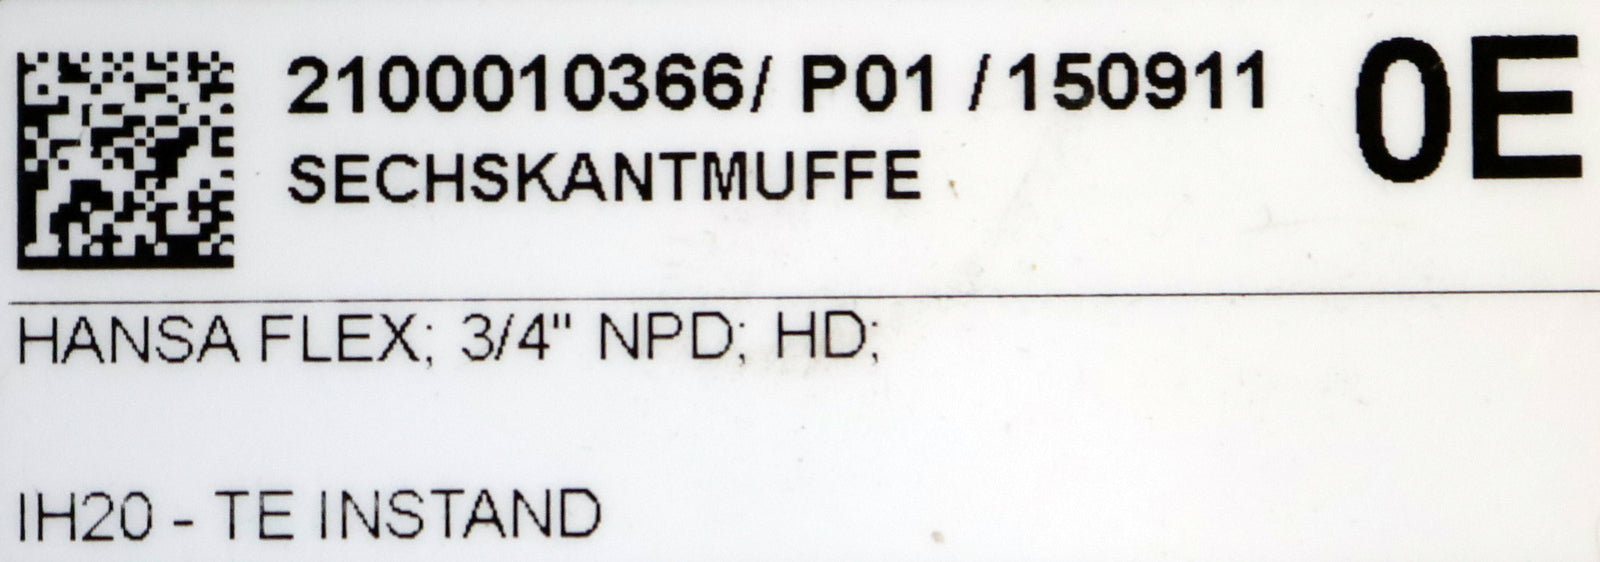 2100010366/ P01 / 150911 0E
SECHSKANTMUFFE
HANSA FLEX; 3/4" NPD; HD;
IH20 - TE INSTAND